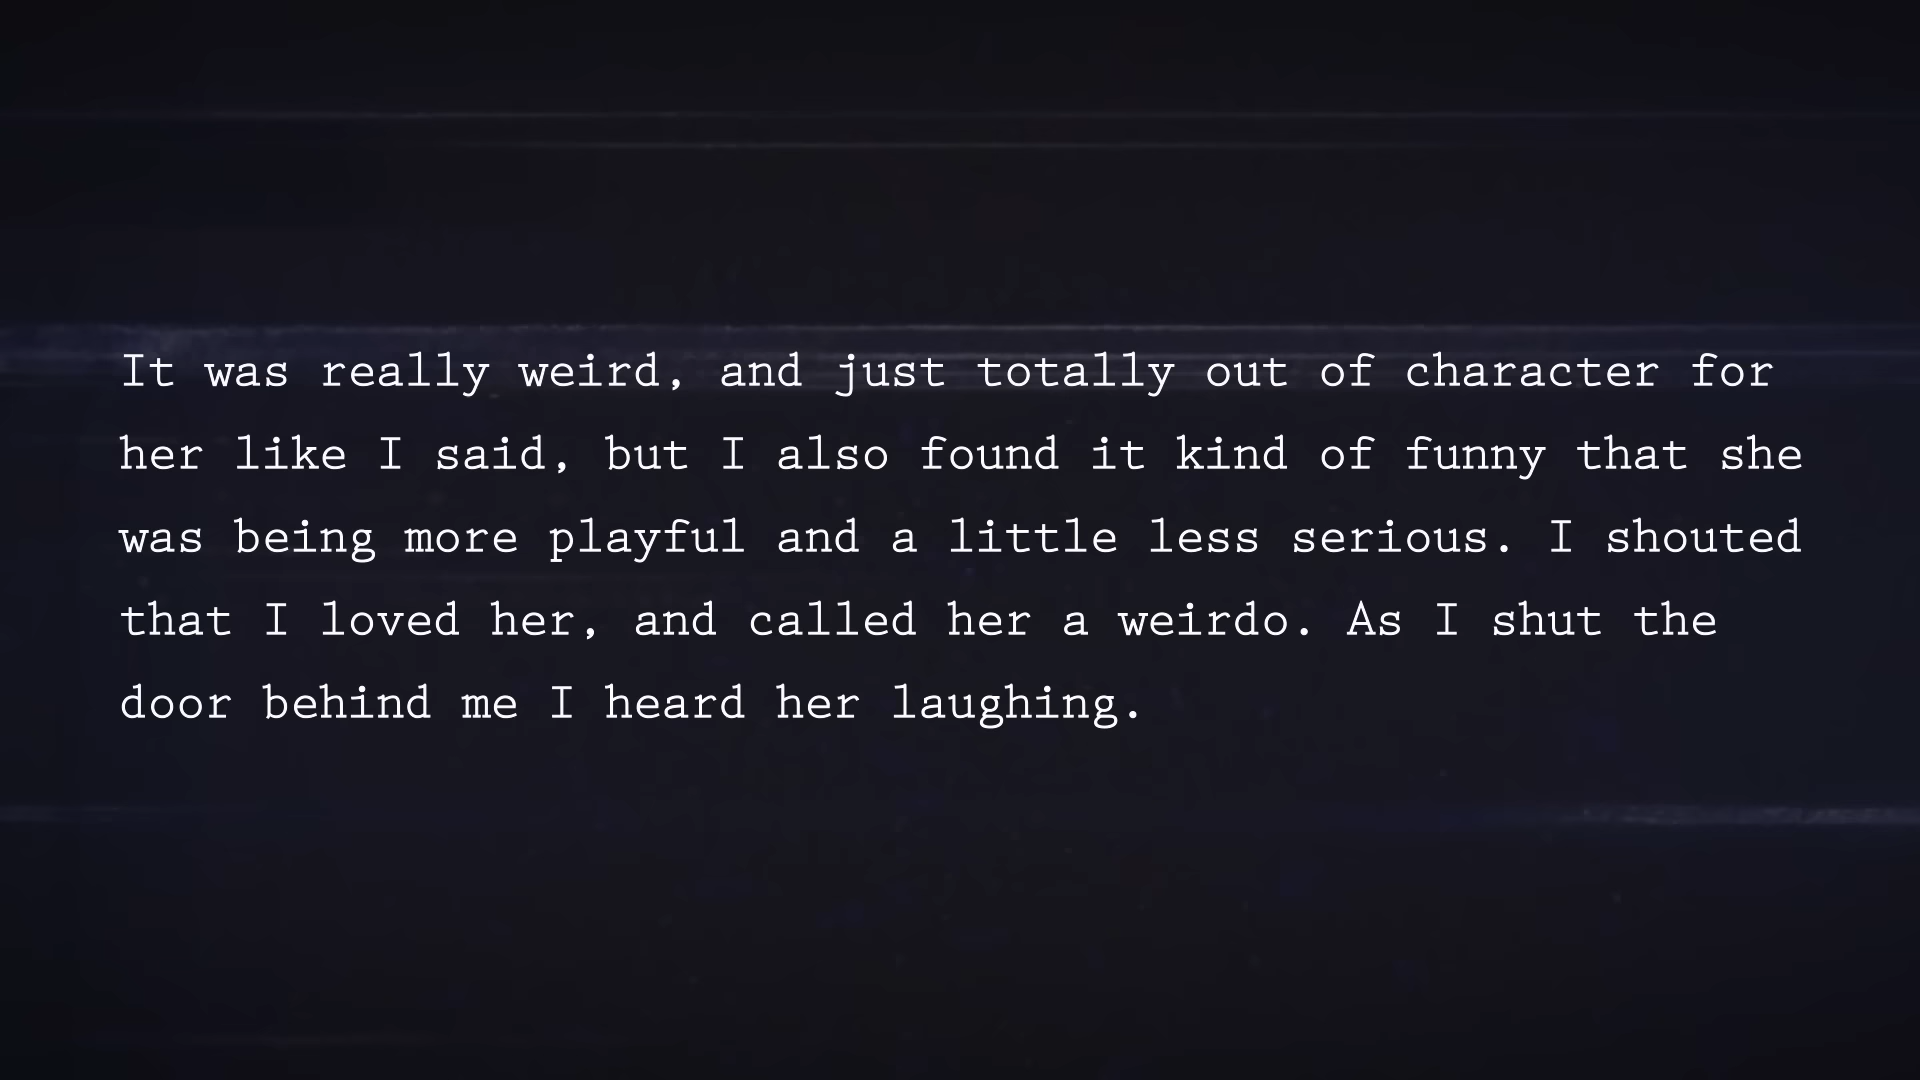 It was really weird, and just totally out of character for
her like I said, but I also found it kind of funny that she
was being more playful and a little less serious. I shouted
that I loved her, and called her a weirdo. As I shut the
door behind me I heard her laughing.